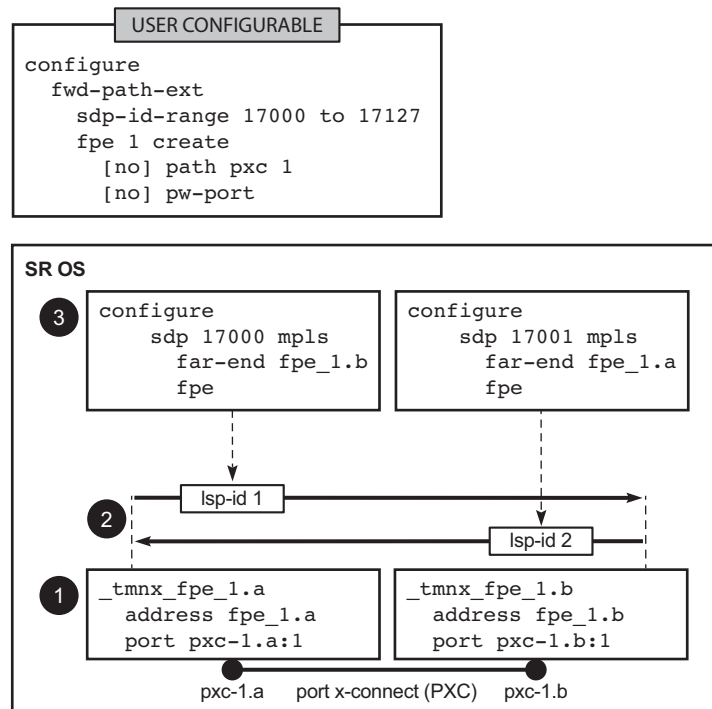 USER CONFIGURABLE
configure
fwd-path-ext
sdp-id-range 17000 to 17127
fpe 1 create
[no] path pxc 1
[no] pw-port
SR OS
3
configure
sdp 17000 mpls
far-end fpe_1.b
fpe
configure
sdp 17001 mpls
far-end fpe_1.a
fpe
lsp-id 1
2
lsp-id 2
1
_tmnx_fpe_1.a
address fpe_1.a
port pxc-1.a:1
_tmnx_fpe_1.b
address fpe_1.b
port pxc-1.b:1
pxc-1.a port x-connect (PXC) pxc-1.b